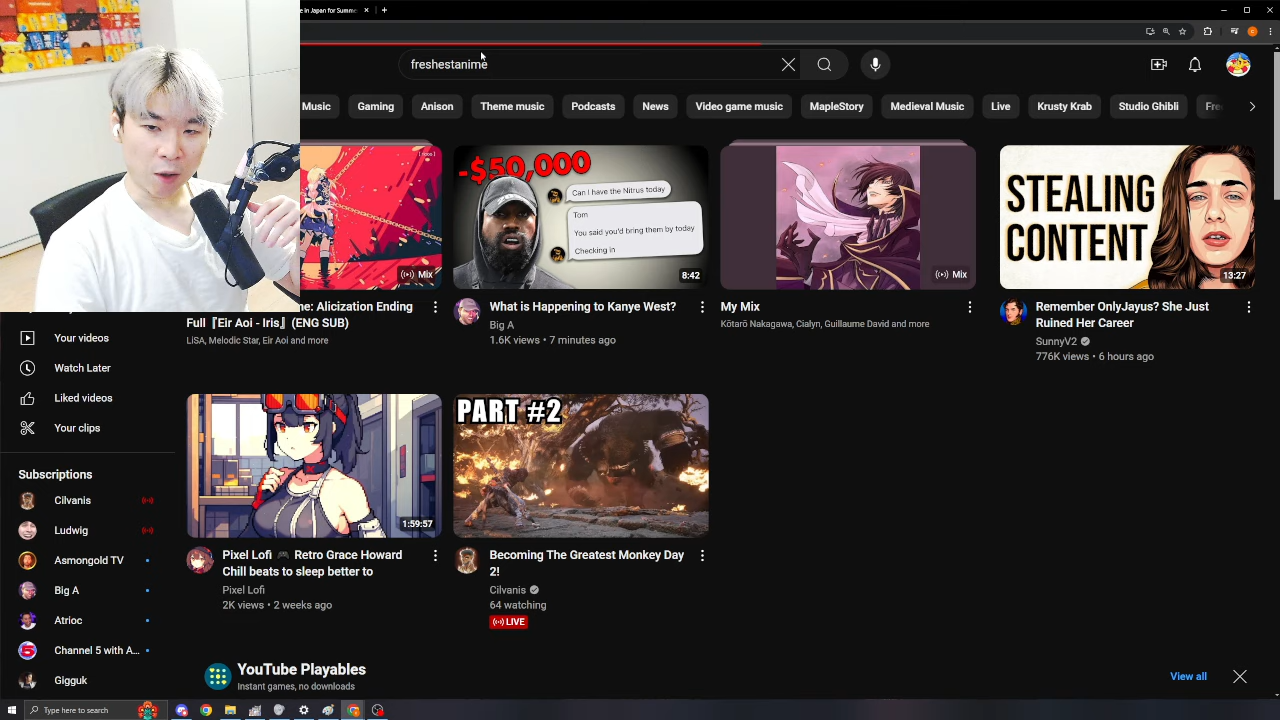 e in Japan for Summe
freshestanime
Music
Gaming
Anison
Theme music
Podcasts
News
Video game music
MapleStory
Medieval Music
Live
Krusty Krab
Studio Ghibli
Fre
Mix
-$50,000
Can I have the Nitrus today
Tom
You said you'd bring them by today
Checking in
8:42
Mix
STEALING
CONTENT
13:27
ne: Alicization Ending
Full『Eir Aoi - Iris』(ENG SUB)
LiSA, Melodic Star, Eir Aoi and more
What is Happening to Kanye West?
Big A
1.6K views • 7 minutes ago
My Mix
Kōtarō Nakagawa, Cialyn, Guillaume David and more
Remember OnlyJayus? She Just
Ruined Her Career
SunnyV2
776K views • 6 hours ago
Your videos
Watch Later
Liked videos
Your clips
Subscriptions
Cilvanis
Ludwig
Asmongold TV
Big A
Atrioc
Channel 5 with A...
Gigguk
1:59:57
Pixel Lofi 🎮 Retro Grace Howard
Chill beats to sleep better to
Pixel Lofi
2K views • 2 weeks ago
PART #2
Becoming The Greatest Monkey Day
2!
Cilvanis
64 watching
LIVE
YouTube Playables
Instant games, no downloads
View all
Type here to search